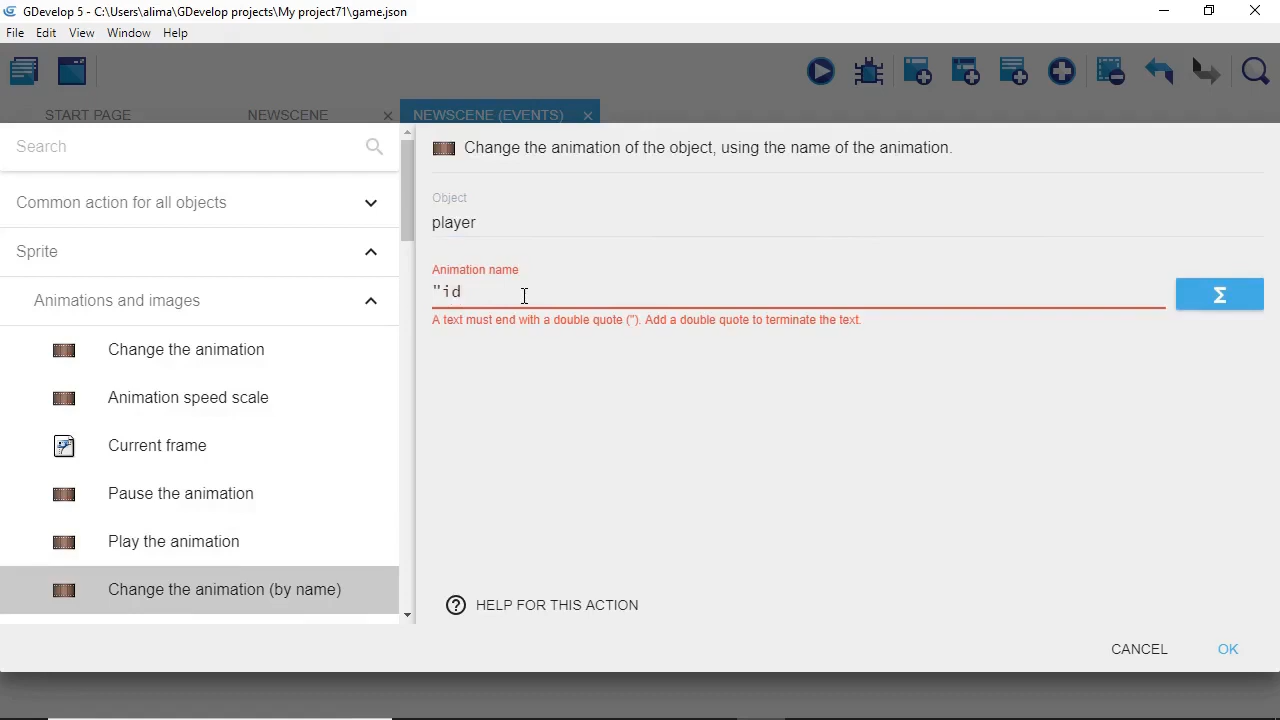 GDevelop 5 - C:\Users\alima\GDevelop projects\My project71\game.json
File Edit View Window Help
START PAGE NEWSCENE × NEWSCENE (EVENTS) ×
Search
Common action for all objects
Sprite
Animations and images
Change the animation
Animation speed scale
Current frame
Pause the animation
Play the animation
Change the animation (by name)
Change the animation of the object, using the name of the animation.
Object
player
Animation name
"id
Σ
A text must end with a double quote ("). Add a double quote to terminate the text.
? HELP FOR THIS ACTION
CANCEL OK